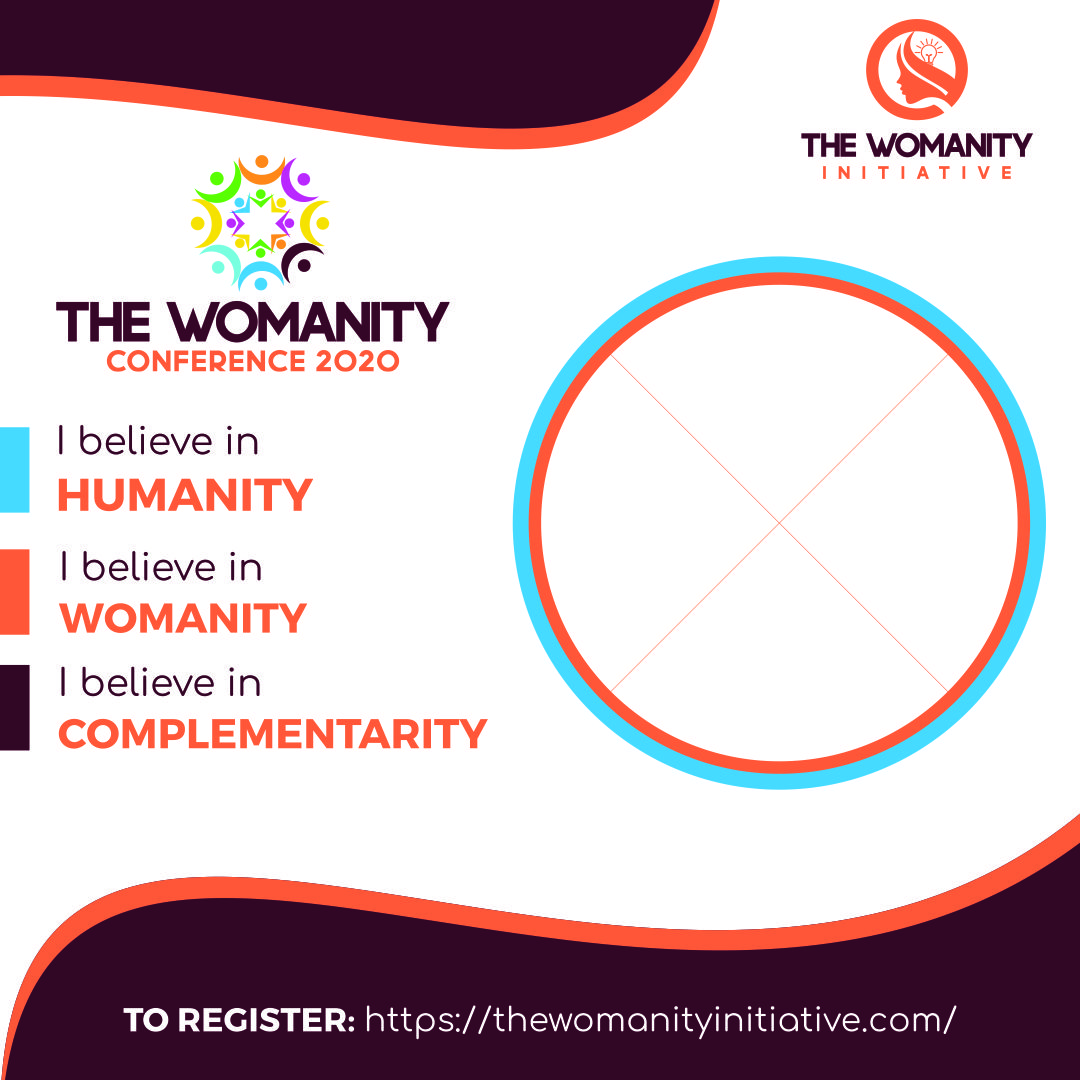 THE WOMANITY
INITIATIVE
THE WOMANITY
CONFERENCE 2020
I believe in
HUMANITY
I believe in
WOMANITY
I believe in
COMPLEMENTARITY
TO REGISTER: https://thewomanityinitiative.com/